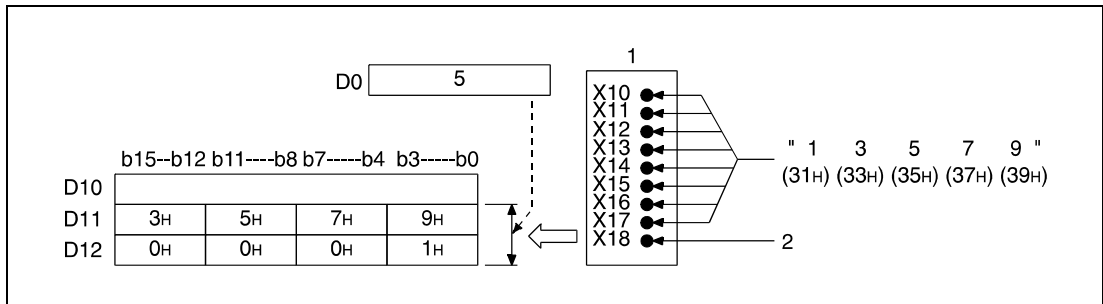 1
D0 5
X10
X11
X12
X13
X14
X15
X16
X17
X18
" 1 3 5 7 9 "
(31H) (33H) (35H) (37H) (39H)
2
b15--b12 b11----b8 b7-----b4 b3-----b0
D10
D11 3H 5H 7H 9H
D12 0H 0H 0H 1H